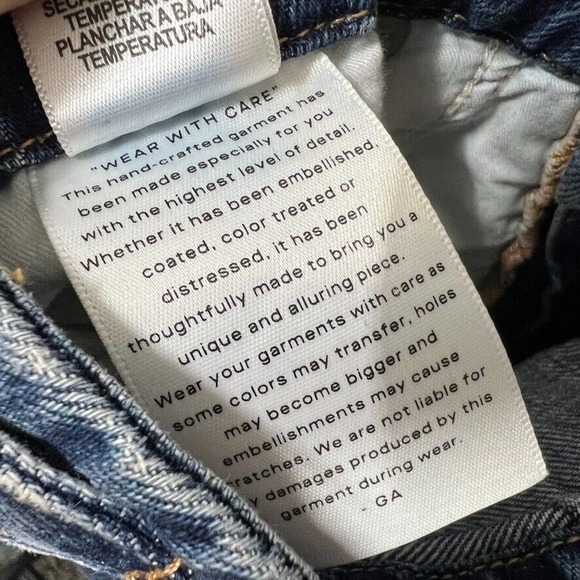 TEMPERATURA
PLANCHAR A BAJA
TEMPERATURA
"WEAR WITH CARE"
This hand-crafted garment has
been made especially for you
with the highest level of detail.
Whether it has been embellished.
coated, color treated or
distressed, it has been
thoughtfully made to bring you a
unique and alluring piece.
Wear your garments with care as
some colors may transfer, holes
may become bigger and
embellishments may cause
We are not liable for
damages produced by this
garment during wear.
- GA